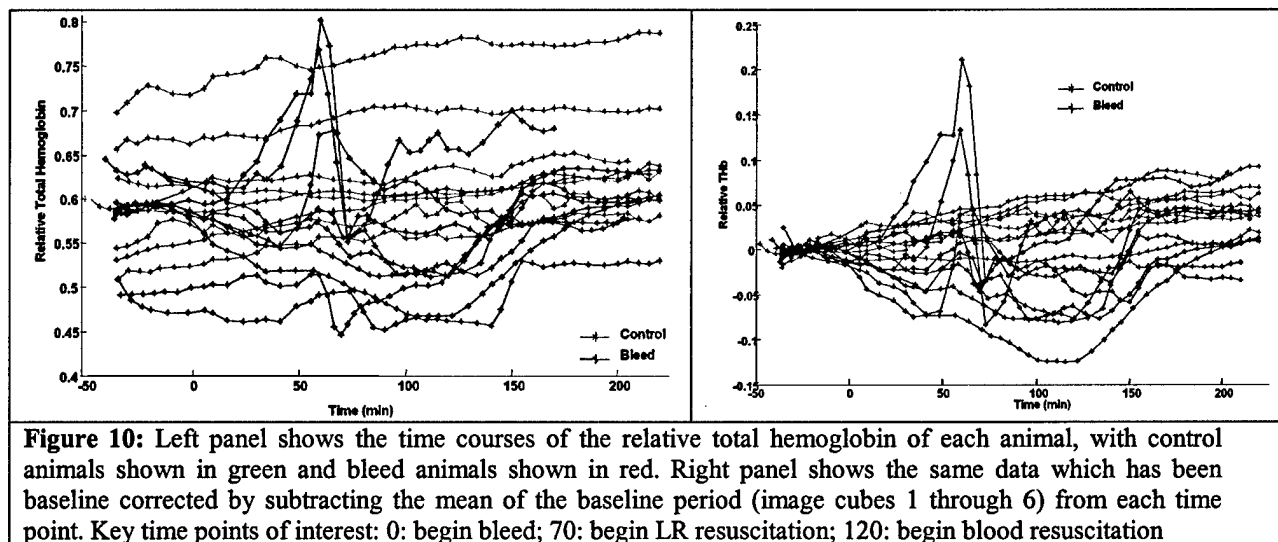 0.8
0.75
0.7
0.65
0.6
0.55
0.5
0.45
0.4
Relative Total Hemoglobin
-50
0
50
100
150
200
Time (min)
Control
Bleed
0.25
0.2
0.15
0.1
0.05
0
-0.05
-0.1
-0.15
Relative THb
-50
0
50
100
150
200
Time (min)
Control
Bleed
Figure 10: Left panel shows the time courses of the relative total hemoglobin of each animal, with control
animals shown in green and bleed animals shown in red. Right panel shows the same data which has been
baseline corrected by subtracting the mean of the baseline period (image cubes 1 through 6) from each time
point. Key time points of interest: 0: begin bleed; 70: begin LR resuscitation; 120: begin blood resuscitation